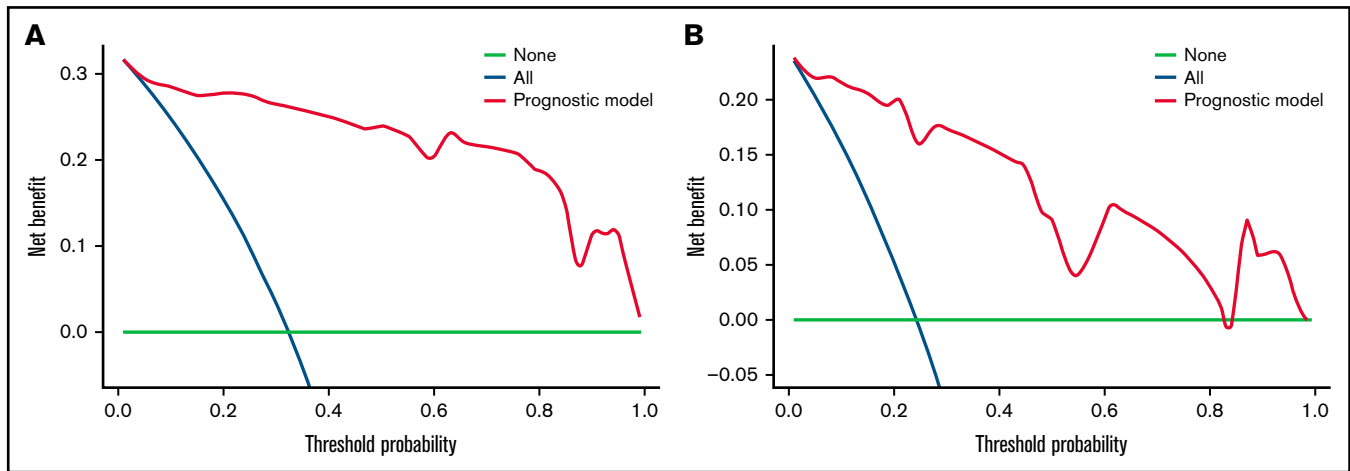 A
None
All
Prognostic model
Net benefit
0.3
0.2
0.1
0.0
0.0 0.2 0.4 0.6 0.8 1.0
Threshold probability
B
None
All
Prognostic model
Net benefit
0.20
0.15
0.10
0.05
0.00
−0.05
0.0 0.2 0.4 0.6 0.8 1.0
Threshold probability